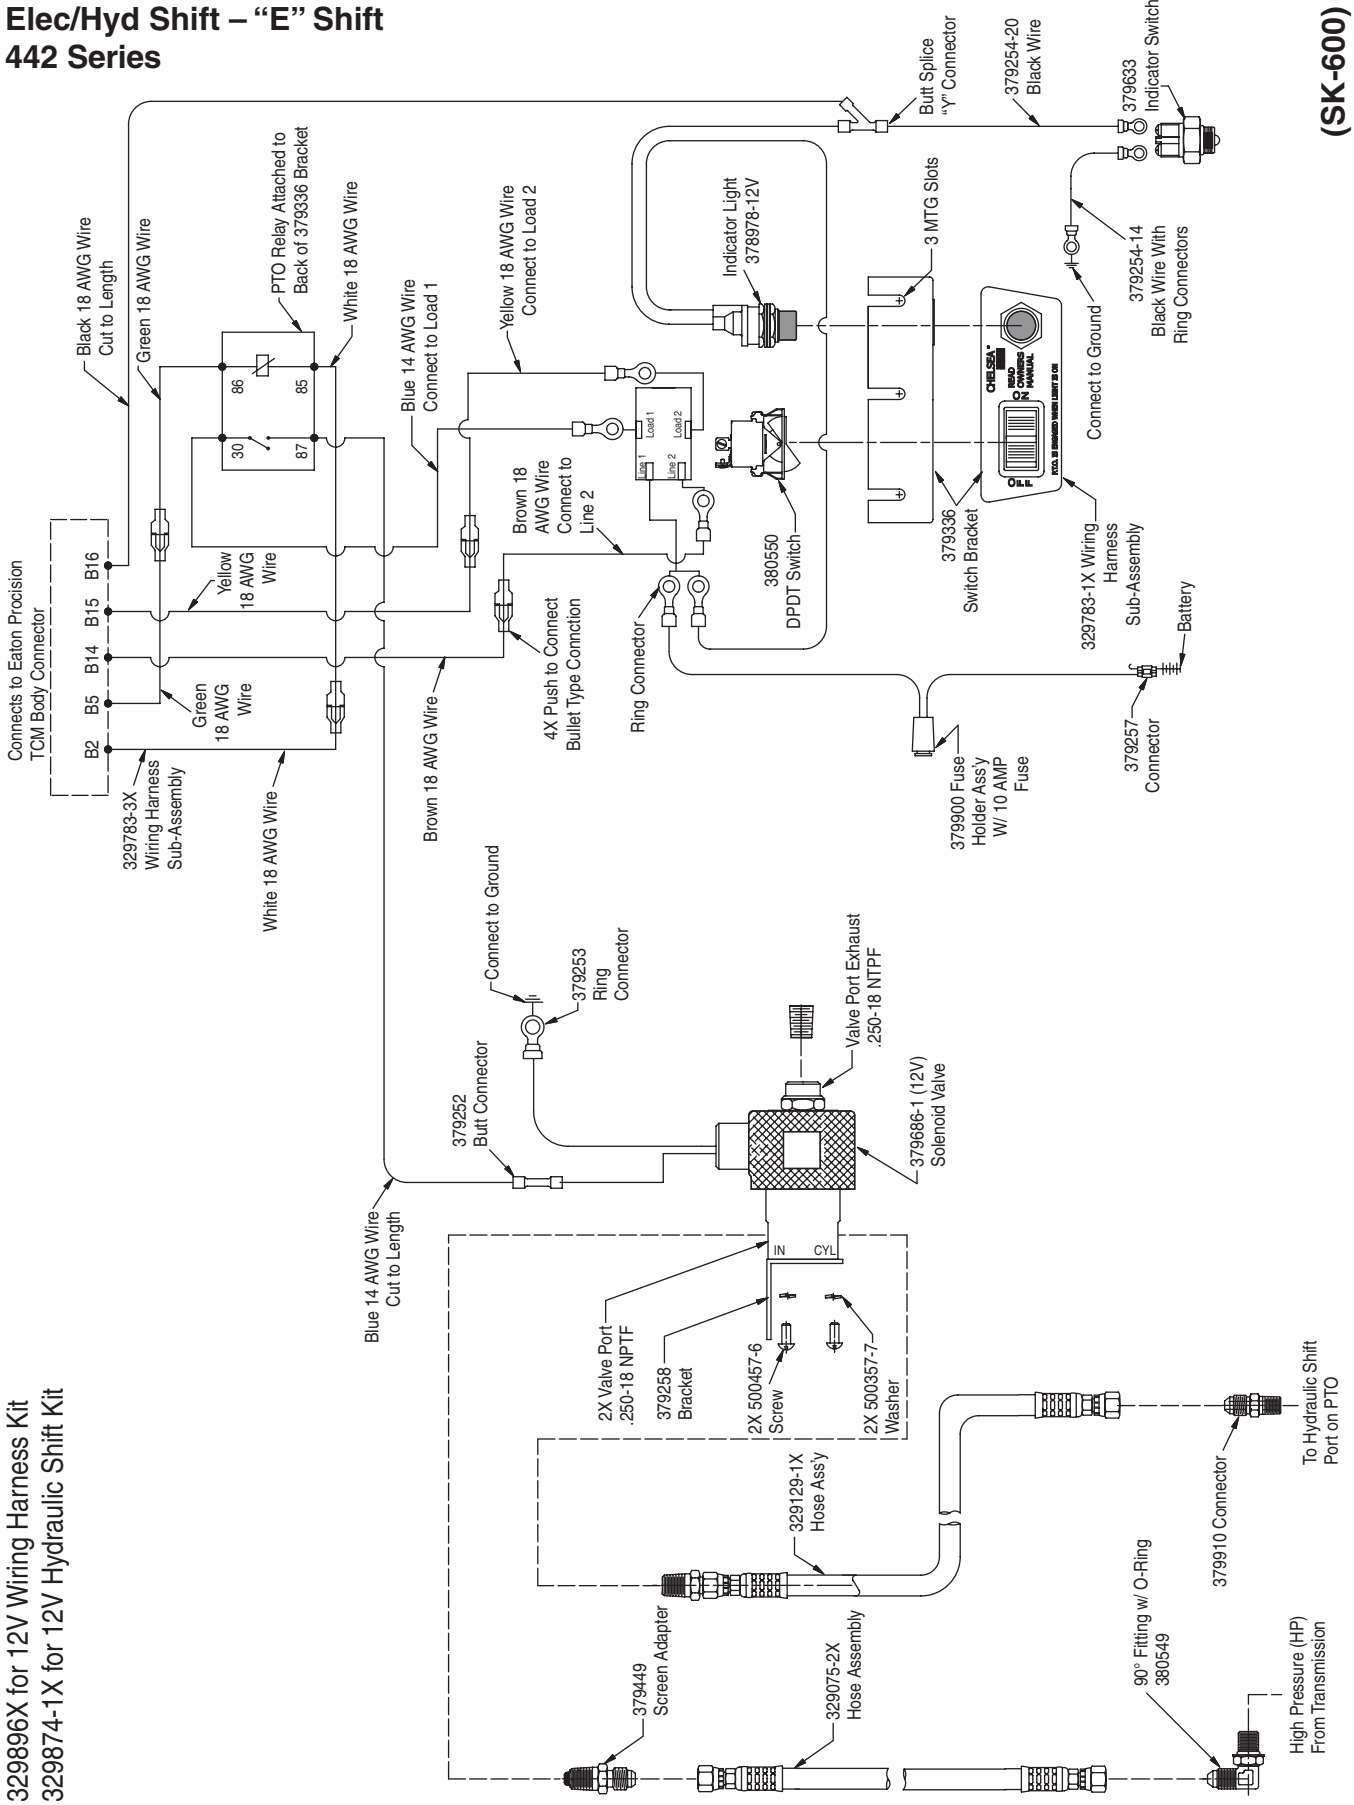 Elec/Hyd Shift – “E” Shift
442 Series
(SK-600)
329896X for 12V Wiring Harness Kit
329874-1X for 12V Hydraulic Shift Kit
Connects to Eaton Procision
TCM Body Connector
B2
B5
B14
B15
B16
Black 18 AWG Wire
Cut to Length
Green 18 AWG Wire
PTO Relay Attached to
Back of 379336 Bracket
White 18 AWG Wire
86
85
30
87
Blue 14 AWG Wire
Connect to Load 1
Yellow 18 AWG Wire
Connect to Load 2
Yellow
18 AWG
Wire
Green
18 AWG
Wire
329783-3X
Wiring Harness
Sub-Assembly
White 18 AWG Wire
Brown 18 AWG Wire
Brown 18
AWG Wire
Connect to
Line 2
4X Push to Connect
Bullet Type Connction
Ring Connector
Line 1
Load 1
Line 2
Load 2
380550
DPDT Switch
Indicator Light
378978-12V
3 MTG Slots
Butt Splice
“Y” Connector
379254-20
Black Wire
379633
Indicator Switch
379254-14
Black Wire With
Ring Connectors
Connect to Ground
379336
Switch Bracket
CHELSEA
READ
OWNERS
MANUAL
ON
OFF
P.T.O. IS ENGAGED WHEN LIGHT IS ON
329783-1X Wiring
Harness
Sub-Assembly
Battery
379257
Connector
379900 Fuse
Holder Ass'y
W/ 10 AMP
Fuse
Connect to Ground
379253
Ring
Connector
379252
Butt Connector
Blue 14 AWG Wire
Cut to Length
Valve Port Exhaust
.250-18 NTPF
379686-1 (12V)
Solenoid Valve
IN
CYL
2X Valve Port
.250-18 NPTF
379258
Bracket
2X 500457-6
Screw
2X 500357-7
Washer
329129-1X
Hose Ass'y
379449
Screen Adapter
329075-2X
Hose Assembly
379910 Connector
To Hydraulic Shift
Port on PTO
90° Fitting w/ O-Ring
380549
High Pressure (HP)
From Transmission